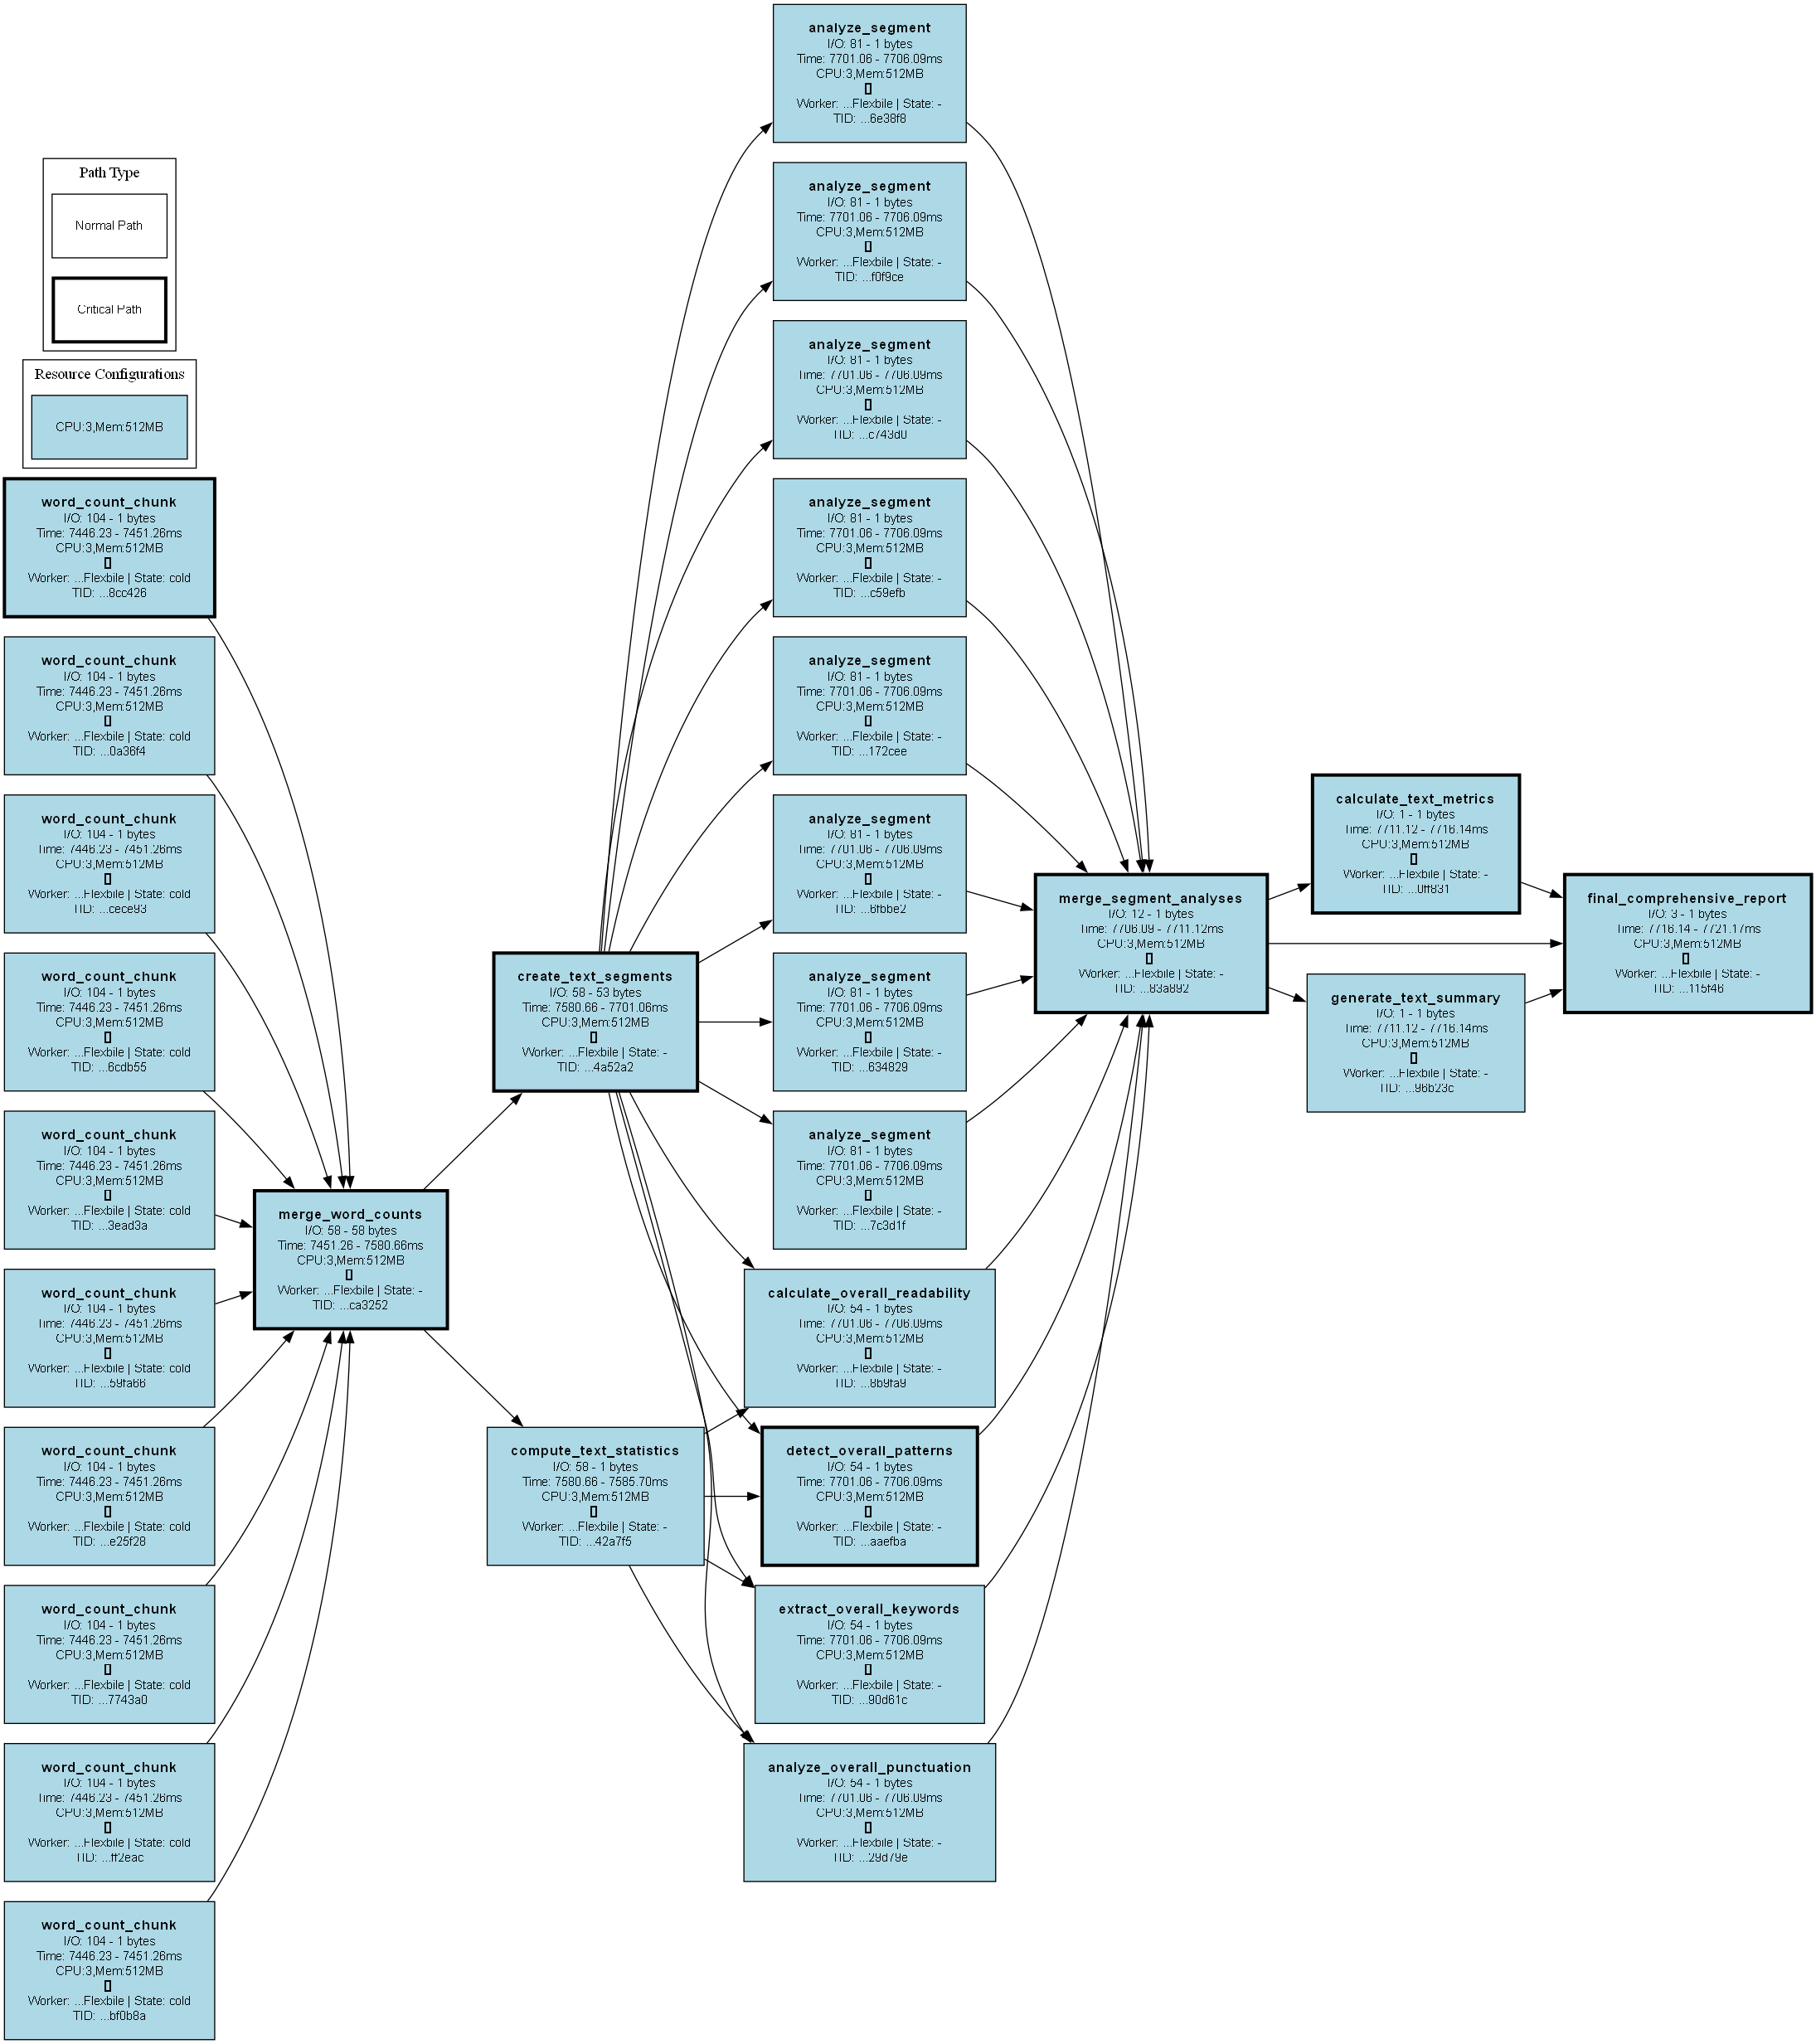 Path Type
Normal Path
Critical Path
Resource Configurations
CPU:3,Mem:512MB
word_count_chunk
I/O: 104 - 1 bytes
Time: 7446.23 - 7451.26ms
CPU:3,Mem:512MB
Worker: ...Flexbile | State: cold
TID: ...8cc426
word_count_chunk
I/O: 104 - 1 bytes
Time: 7446.23 - 7451.26ms
CPU:3,Mem:512MB
Worker: ...Flexbile | State: cold
TID: ...0a36f4
word_count_chunk
I/O: 104 - 1 bytes
Time: 7446.23 - 7451.26ms
CPU:3,Mem:512MB
Worker: ...Flexbile | State: cold
TID: ...cece93
word_count_chunk
I/O: 104 - 1 bytes
Time: 7446.23 - 7451.26ms
CPU:3,Mem:512MB
Worker: ...Flexbile | State: cold
TID: ...6cdb55
word_count_chunk
I/O: 104 - 1 bytes
Time: 7446.23 - 7451.26ms
CPU:3,Mem:512MB
Worker: ...Flexbile | State: cold
TID: ...3ead3a
word_count_chunk
I/O: 104 - 1 bytes
Time: 7446.23 - 7451.26ms
CPU:3,Mem:512MB
Worker: ...Flexbile | State: cold
TID: ...59fa66
word_count_chunk
I/O: 104 - 1 bytes
Time: 7446.23 - 7451.26ms
CPU:3,Mem:512MB
Worker: ...Flexbile | State: cold
TID: ...e25f28
word_count_chunk
I/O: 104 - 1 bytes
Time: 7446.23 - 7451.26ms
CPU:3,Mem:512MB
Worker: ...Flexbile | State: cold
TID: ...7743a0
word_count_chunk
I/O: 104 - 1 bytes
Time: 7446.23 - 7451.26ms
CPU:3,Mem:512MB
Worker: ...Flexbile | State: cold
TID: ...ff2eac
word_count_chunk
I/O: 104 - 1 bytes
Time: 7446.23 - 7451.26ms
CPU:3,Mem:512MB
Worker: ...Flexbile | State: cold
TID: ...bf0b8a
merge_word_counts
I/O: 58 - 58 bytes
Time: 7451.26 - 7580.66ms
CPU:3,Mem:512MB
Worker: ...Flexbile | State: -
TID: ...ca3252
create_text_segments
I/O: 58 - 53 bytes
Time: 7580.66 - 7701.06ms
CPU:3,Mem:512MB
Worker: ...Flexbile | State: -
TID: ...4a52a2
compute_text_statistics
I/O: 58 - 1 bytes
Time: 7580.66 - 7585.70ms
CPU:3,Mem:512MB
Worker: ...Flexbile | State: -
TID: ...42a7f5
analyze_segment
I/O: 81 - 1 bytes
Time: 7701.06 - 7706.09ms
CPU:3,Mem:512MB
Worker: ...Flexbile | State: -
TID: ...6e38f8
analyze_segment
I/O: 81 - 1 bytes
Time: 7701.06 - 7706.09ms
CPU:3,Mem:512MB
Worker: ...Flexbile | State: -
TID: ...f0f9ce
analyze_segment
I/O: 81 - 1 bytes
Time: 7701.06 - 7706.09ms
CPU:3,Mem:512MB
Worker: ...Flexbile | State: -
TID: ...c743d0
analyze_segment
I/O: 81 - 1 bytes
Time: 7701.06 - 7706.09ms
CPU:3,Mem:512MB
Worker: ...Flexbile | State: -
TID: ...c59efb
analyze_segment
I/O: 81 - 1 bytes
Time: 7701.06 - 7706.09ms
CPU:3,Mem:512MB
Worker: ...Flexbile | State: -
TID: ...172cee
analyze_segment
I/O: 81 - 1 bytes
Time: 7701.06 - 7706.09ms
CPU:3,Mem:512MB
Worker: ...Flexbile | State: -
TID: ...6fbbe2
analyze_segment
I/O: 81 - 1 bytes
Time: 7701.06 - 7706.09ms
CPU:3,Mem:512MB
Worker: ...Flexbile | State: -
TID: ...634829
analyze_segment
I/O: 81 - 1 bytes
Time: 7701.06 - 7706.09ms
CPU:3,Mem:512MB
Worker: ...Flexbile | State: -
TID: ...7c3d1f
calculate_overall_readability
I/O: 54 - 1 bytes
Time: 7701.06 - 7706.09ms
CPU:3,Mem:512MB
Worker: ...Flexbile | State: -
TID: ...8b9fa9
detect_overall_patterns
I/O: 54 - 1 bytes
Time: 7701.06 - 7706.09ms
CPU:3,Mem:512MB
Worker: ...Flexbile | State: -
TID: ...aaefba
extract_overall_keywords
I/O: 54 - 1 bytes
Time: 7701.06 - 7706.09ms
CPU:3,Mem:512MB
Worker: ...Flexbile | State: -
TID: ...90d61c
analyze_overall_punctuation
I/O: 54 - 1 bytes
Time: 7701.06 - 7706.09ms
CPU:3,Mem:512MB
Worker: ...Flexbile | State: -
TID: ...29d79e
merge_segment_analyses
I/O: 12 - 1 bytes
Time: 7706.09 - 7711.12ms
CPU:3,Mem:512MB
Worker: ...Flexbile | State: -
TID: ...83a892
calculate_text_metrics
I/O: 1 - 1 bytes
Time: 7711.12 - 7716.14ms
CPU:3,Mem:512MB
Worker: ...Flexbile | State: -
TID: ...0ff831
generate_text_summary
I/O: 1 - 1 bytes
Time: 7711.12 - 7716.14ms
CPU:3,Mem:512MB
Worker: ...Flexbile | State: -
TID: ...96b23c
final_comprehensive_report
I/O: 3 - 1 bytes
Time: 7716.14 - 7721.17ms
CPU:3,Mem:512MB
Worker: ...Flexbile | State: -
TID: ...115f46